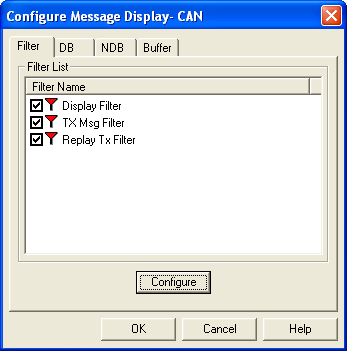 Configure Message Display- CAN
Filter DB NDB Buffer
Filter List
Filter Name
Display Filter
TX Msg Filter
Replay Tx Filter
Configure
OK Cancel Help